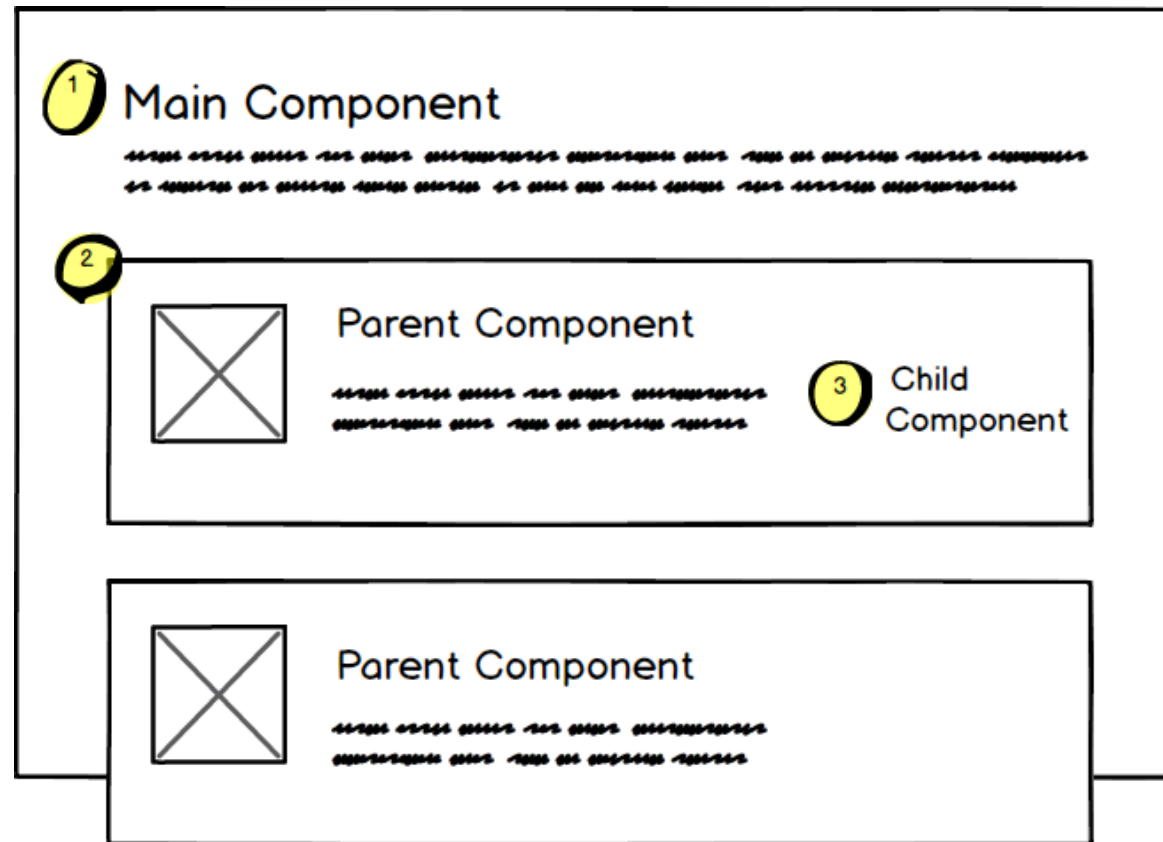 1
Main Component
2
Parent Component
3
Child
Component
Parent Component